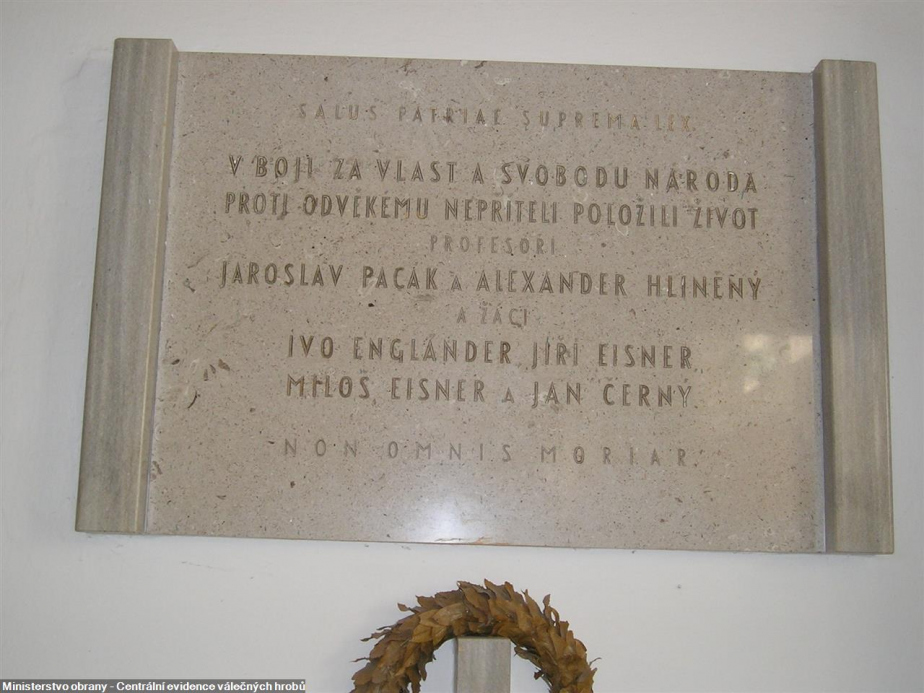 SALUS PATRIAE SUPREMA LEX
V BOJI ZA VLAST A SVOBODU NÁRODA
PROTI ODVĚKÉMU NEPŘÍTELI POLOŽILI ŽIVOT
PROFESOŘI
JAROSLAV PACÁK A ALEXANDER HLINĚNÝ
A ŽÁCI
IVO ENGLÄNDER JIŘÍ EISNER
MILOŠ EISNER A JAN ČERNÝ
NON OMNIS MORIAR
Ministerstvo obrany - Centrální evidence válečných hrobů